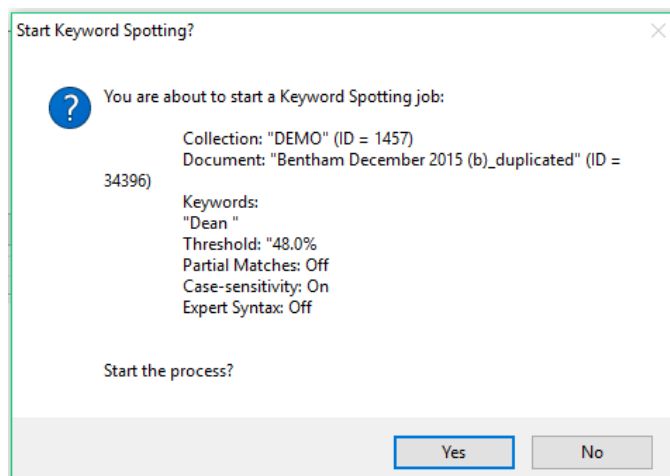 Start Keyword Spotting?
You are about to start a Keyword Spotting job:
Collection: "DEMO" (ID = 1457)
Document: "Bentham December 2015 (b)_duplicated" (ID =
34396)
Keywords:
"Dean "
Threshold: "48.0%
Partial Matches: Off
Case-sensitivity: On
Expert Syntax: Off
Start the process?
Yes No